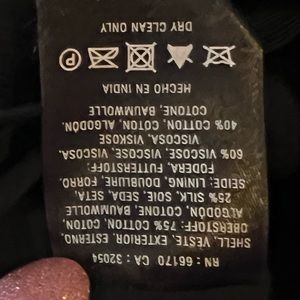 RN: 66170 CA: 32054
SHELL, VESTE, EXTERIOR, ESTERNO,
OBERSTOFF: 75% COTTON, COTON,
ALGODÓN, COTONE, BAUMWOLLE
25% SILK, SOIE, SEDA, SETA,
SEIDE: LINING, DOUBLURE, FORRO,
FODERA, FUTTERSTOFF:
60% VISCOSE, VISCOSE, VISCOSA,
VISCOSA, VISKOSE
40% COTTON, COTON, ALGODÓN,
COTONE, BAUMWOLLE
HECHO EN INDIA
P
DRY CLEAN ONLY